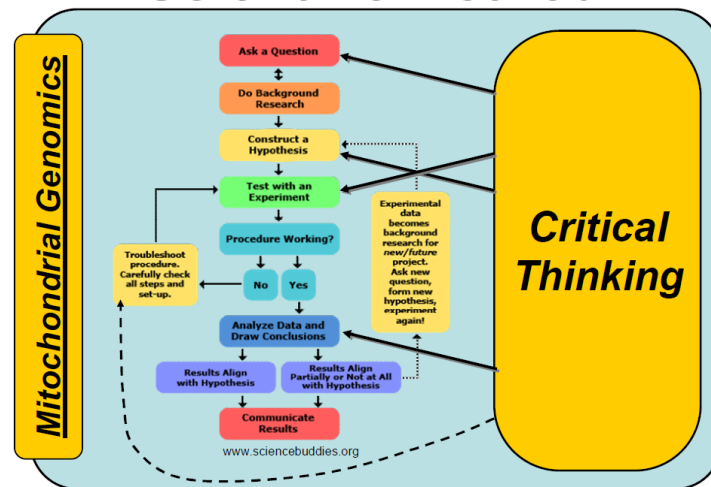 Mitochondrial Genomics
Ask a Question
Do Background
Research
Construct a
Hypothesis
Test with an
Experiment
Procedure Working?
No
Yes
Troubleshoot
procedure.
Carefully check
all steps and
set-up.
Experimental
data
becomes
background
research for
new/future
project.
Ask new
question,
form new
hypothesis,
experiment
again!
Analyze Data and
Draw Conclusions
Results Align
with Hypothesis
Results Align
Partially or Not at All
with Hypothesis
Communicate
Results
www.sciencebuddies.org
Critical
Thinking